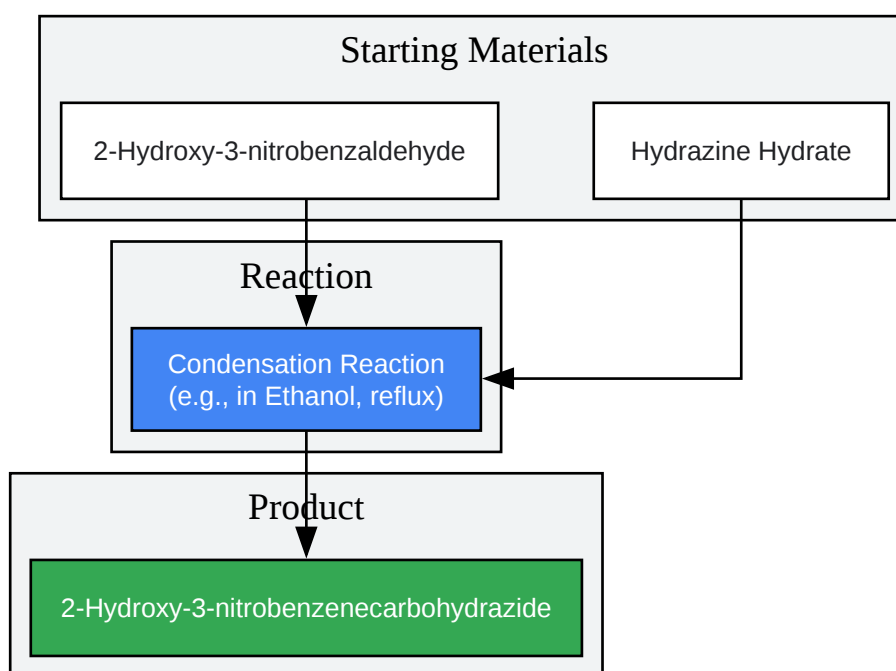 Starting Materials
2-Hydroxy-3-nitrobenzaldehyde
Hydrazine Hydrate
Reaction
Condensation Reaction
(e.g., in Ethanol, reflux)
Product
2-Hydroxy-3-nitrobenzenecarbohydrazide